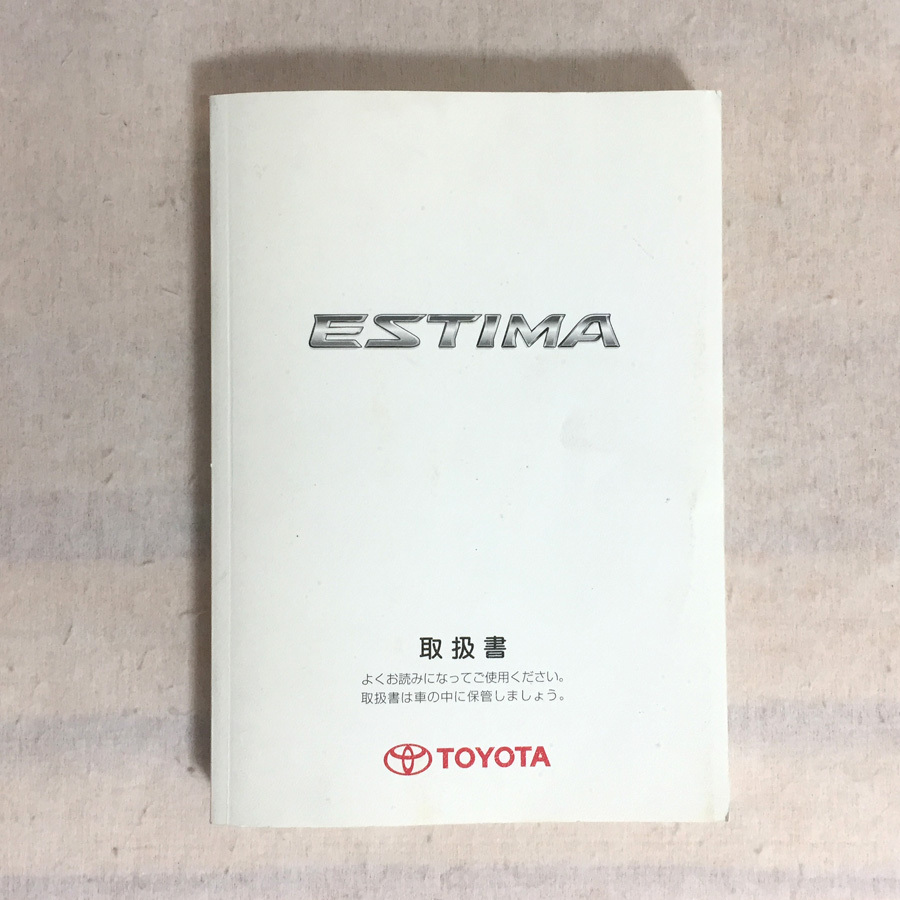 ESTIMA
取扱書
よくお読みになってご使用ください。
取扱書は車の中に保管しましょう。
TOYOTA